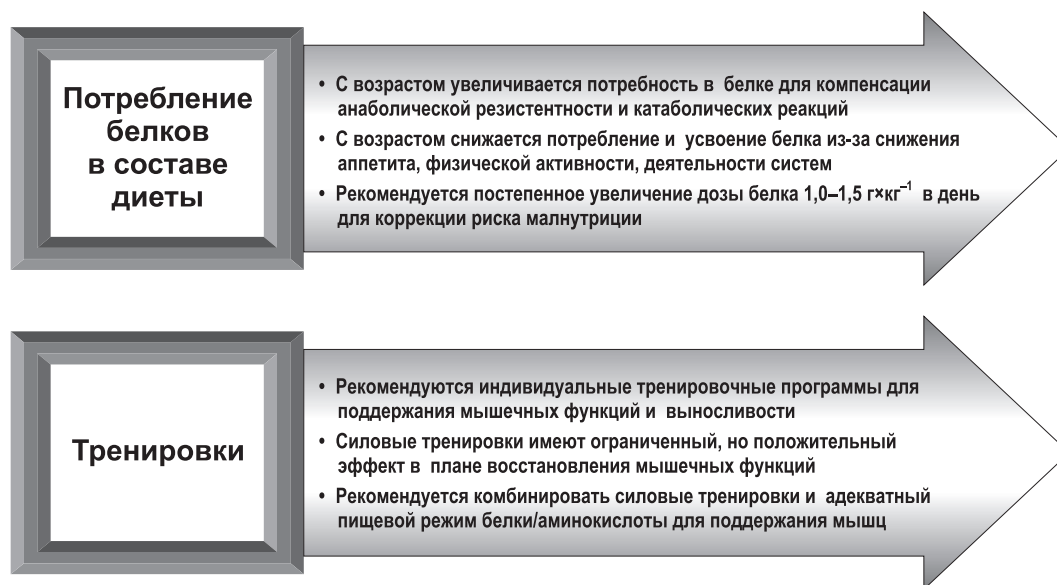 Потребление
белков
в составе
диеты
• С возрастом увеличивается потребность в белке для компенсации
анаболической резистентности и катаболических реакций
• С возрастом снижается потребление и усвоение белка из-за снижения
аппетита, физической активности, деятельности систем
• Рекомендуется постепенное увеличение дозы белка 1,0–1,5 г×кг⁻¹ в день
для коррекции риска малнутриции
Тренировки
• Рекомендуются индивидуальные тренировочные программы для
поддержания мышечных функций и выносливости
• Силовые тренировки имеют ограниченный, но положительный
эффект в плане восстановления мышечных функций
• Рекомендуется комбинировать силовые тренировки и адекватный
пищевой режим белки/аминокислоты для поддержания мышц